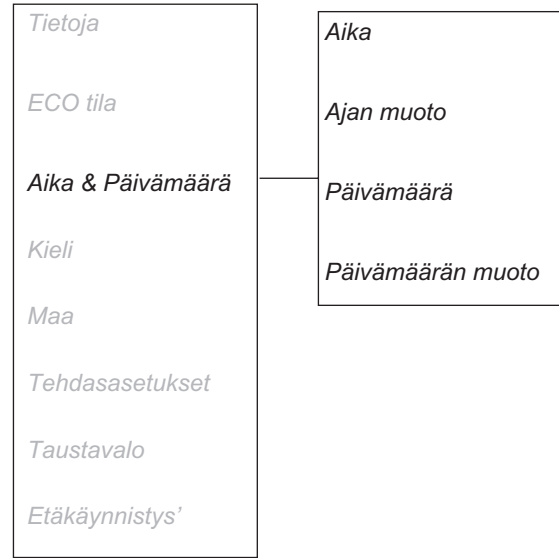 Tietoja
ECO tila
Aika & Päivämäärä
Kieli
Maa
Tehdasasetukset
Taustavalo
Etäkäynnistys’
Aika
Ajan muoto
Päivämäärä
Päivämäärän muoto